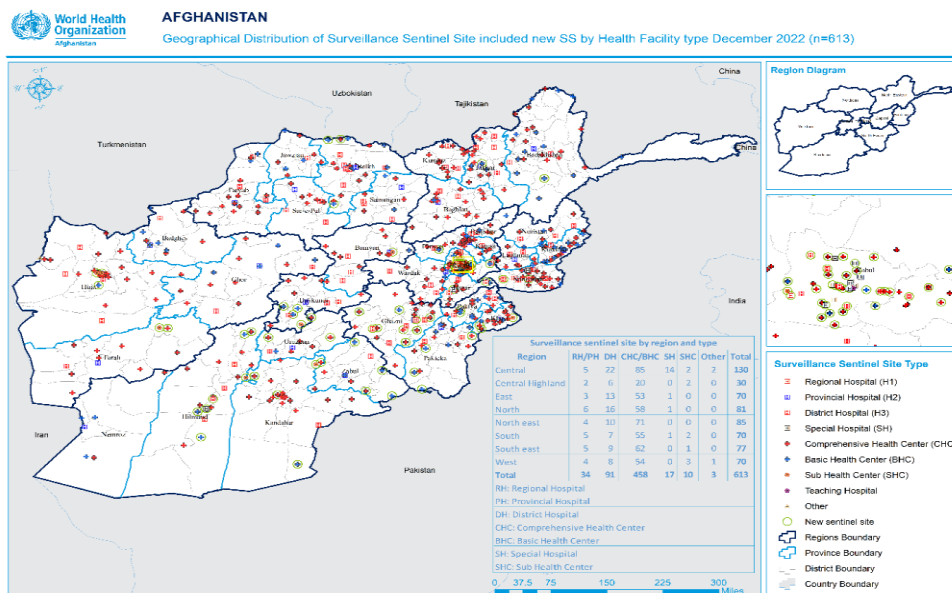 World Health
Organization
Afghanistan
AFGHANISTAN
Geographical Distribution of Surveillance Sentinel Site included new SS by Health Facility type December 2022 (n=613)
China
Uzbekistan
Tajikistan
Turkmenistan
China
Jawzjan
Balkh
Kunduz
Badakhshan
Faryab
Samangan
Sar-e-Pul
Baghlan
Nuristan
Badghis
Bamyan
Wardak
Hirat
Ghor
Kabul
Daykundi
Ghazni
Uruzgan
Paktika
Farah
Zabul
India
Hilmand
Kandahar
Nimroz
Iran
Pakistan
Surveillance sentinel site by region and type
Region RH/PH DH CHC/BHC SH SHC Other Total
Central 5 22 85 14 2 2 130
Central Highland 2 6 20 0 2 0 30
East 3 13 53 1 0 0 70
North 6 16 58 1 0 0 81
North east 4 10 71 0 0 0 85
South 5 7 55 1 2 0 70
South east 5 9 62 0 1 0 77
West 4 8 54 0 3 1 70
Total 34 91 458 17 10 3 613
RH: Regional Hospital
PH: Provincial Hospital
DH: District Hospital
CHC: Comprehensive Health Center
BHC: Basic Health Center
SH: Special Hospital
SHC: Sub Health Center
0 37.5 75 150 225 300
Miles
Region Diagram
Surveillance Sentinel Site Type
Regional Hospital (H1)
Provincial Hospital (H2)
District Hospital (H3)
Special Hospital (SH)
Comprehensive Health Center (CHC
Basic Health Center (BHC)
Sub Health Center (SHC)
Teaching Hospital
Other
New sentinel site
Regions Boundary
Province Boundary
District Boundary
Country Boundary